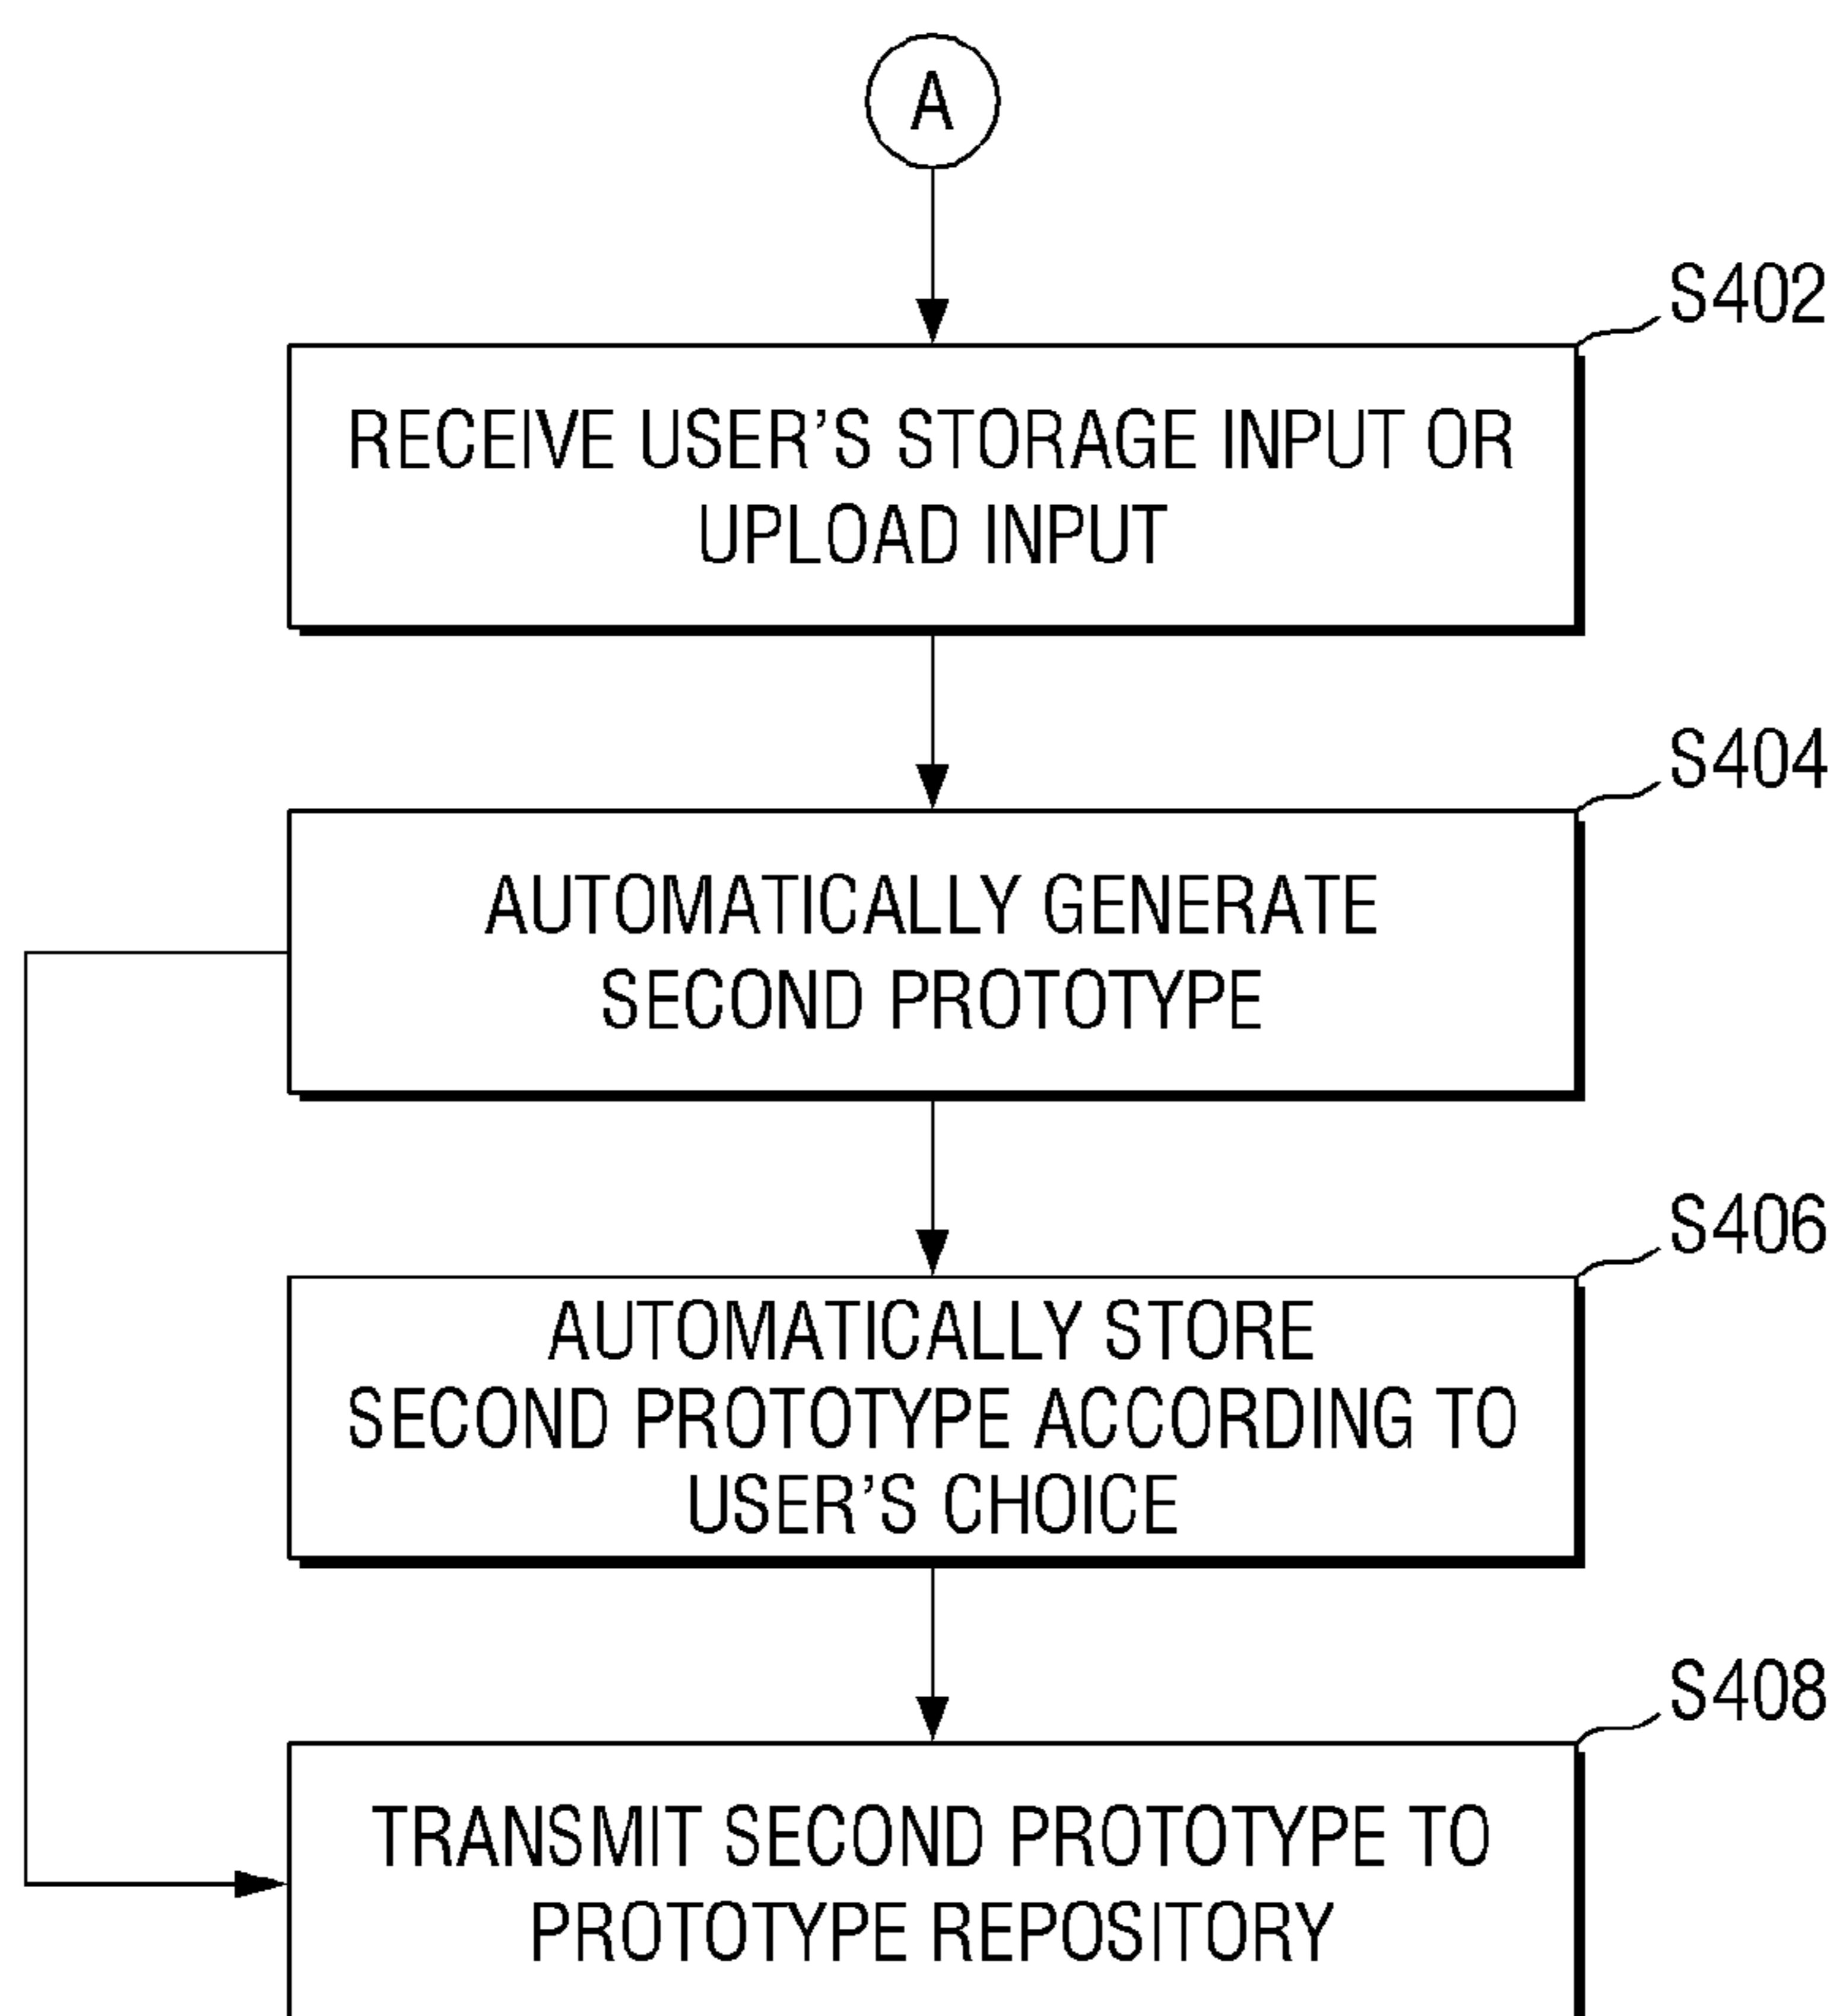 A
S402
RECEIVE USER'S STORAGE INPUT OR
UPLOAD INPUT
S404
AUTOMATICALLY GENERATE
SECOND PROTOTYPE
S406
AUTOMATICALLY STORE
SECOND PROTOTYPE ACCORDING TO
USER'S CHOICE
S408
TRANSMIT SECOND PROTOTYPE TO
PROTOTYPE REPOSITORY